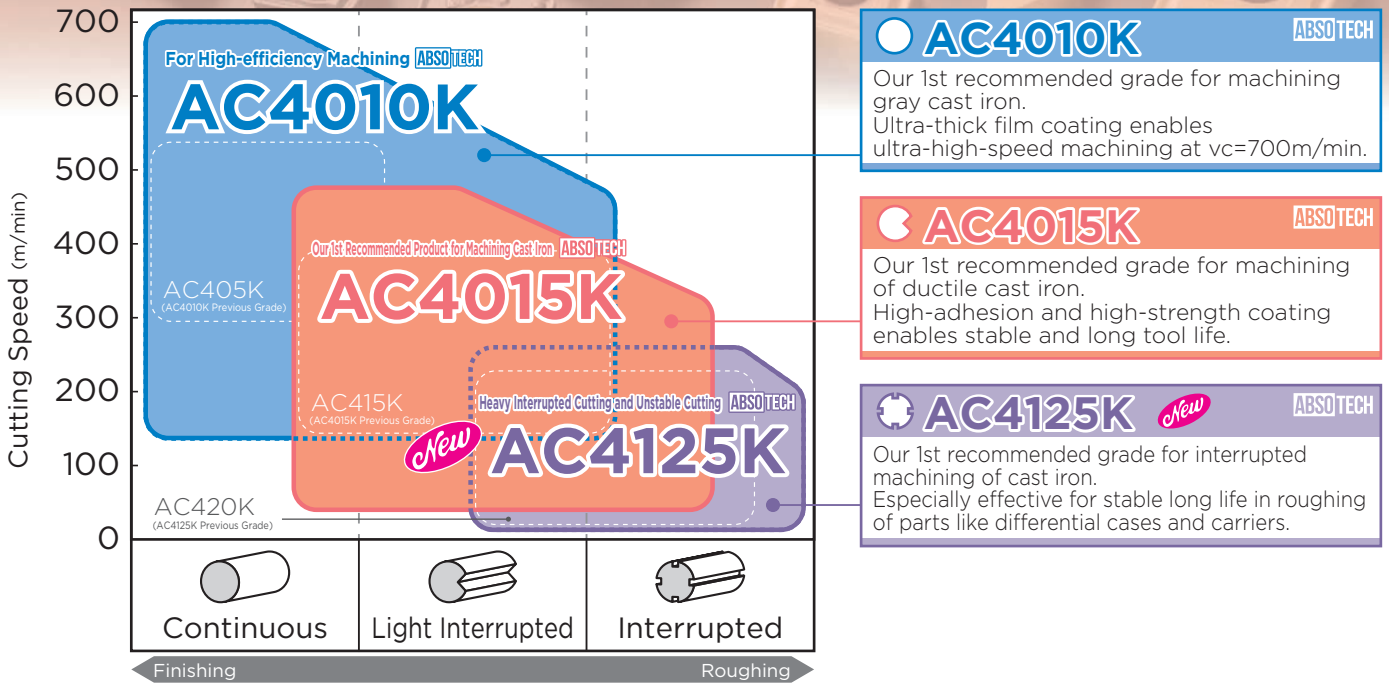 Cutting Speed (m/min)
700
600
500
400
300
200
100
0
For High-efficiency Machining ABSOTECH
AC4010K
AC405K
(AC4010K Previous Grade)
Our 1st Recommended Product for Machining Cast Iron ABSOTECH
AC4015K
AC415K
(AC4015K Previous Grade)
Heavy Interrupted Cutting and Unstable Cutting ABSOTECH
New
AC4125K
AC420K
(AC4125K Previous Grade)
Continuous
Light Interrupted
Interrupted
Finishing
Roughing
AC4010K ABSOTECH
Our 1st recommended grade for machining
gray cast iron.
Ultra-thick film coating enables
ultra-high-speed machining at vc=700m/min.
AC4015K ABSOTECH
Our 1st recommended grade for machining
of ductile cast iron.
High-adhesion and high-strength coating
enables stable and long tool life.
AC4125K New ABSOTECH
Our 1st recommended grade for interrupted
machining of cast iron.
Especially effective for stable long life in roughing
of parts like differential cases and carriers.